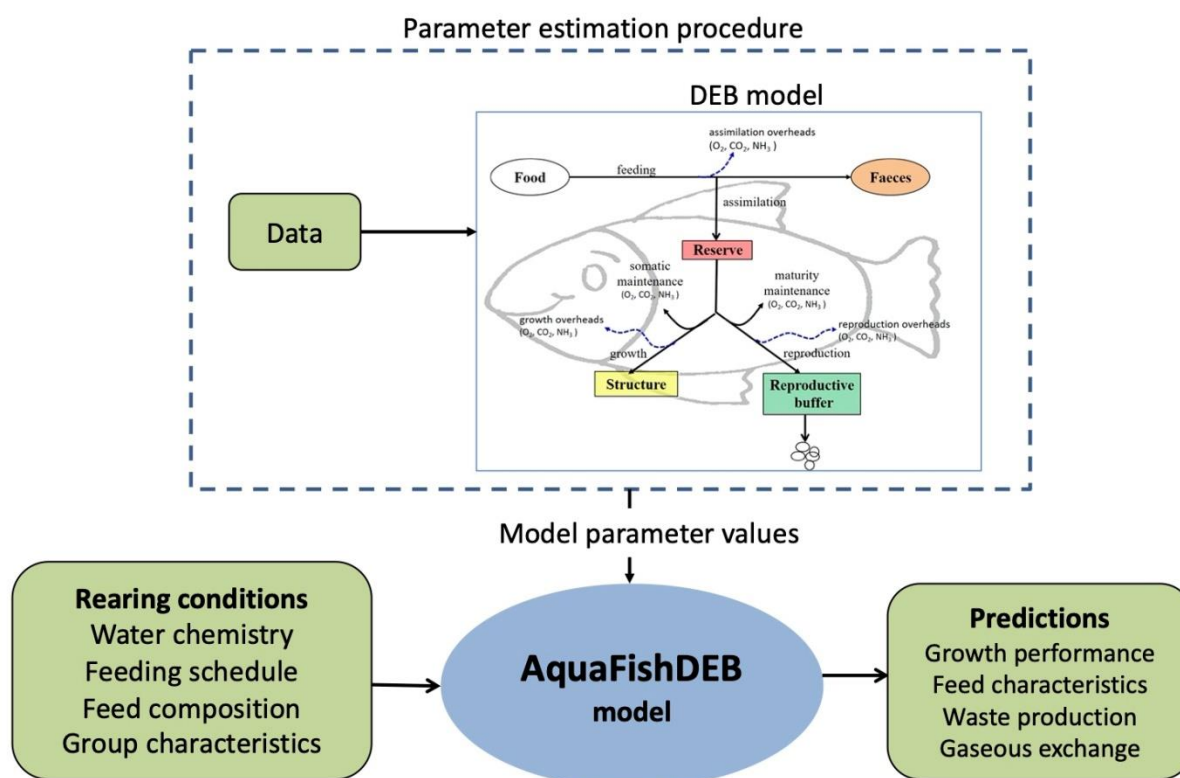 Parameter estimation procedure
DEB model
assimilation overheads
(O₂, CO₂, NH₃ )
Food
feeding
Faeces
assimilation
Data
Reserve
somatic
maintenance
(O₂, CO₂, NH₃ )
maturity
maintenance
(O₂, CO₂, NH₃ )
growth overheads
(O₂, CO₂, NH₃ )
reproduction overheads
(O₂, CO₂, NH₃ )
growth
reproduction
Structure
Reproductive
buffer
Model parameter values
Rearing conditions
Water chemistry
Feeding schedule
Feed composition
Group characteristics
AquaFishDEB
model
Predictions
Growth performance
Feed characteristics
Waste production
Gaseous exchange